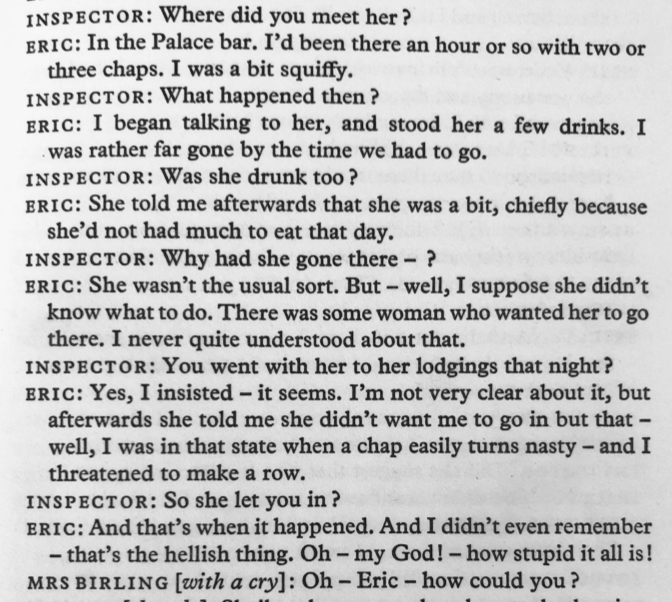 INSPECTOR: Where did you meet her?
ERIC: In the Palace bar. I'd been there an hour or so with two or
three chaps. I was a bit squiffy.
INSPECTOR: What happened then?
ERIC: I began talking to her, and stood her a few drinks. I
was rather far gone by the time we had to go.
INSPECTOR: Was she drunk too?
ERIC: She told me afterwards that she was a bit, chiefly because
she'd not had much to eat that day.
INSPECTOR: Why had she gone there – ?
ERIC: She wasn't the usual sort. But – well, I suppose she didn't
know what to do. There was some woman who wanted her to go
there. I never quite understood about that.
INSPECTOR: You went with her to her lodgings that night?
ERIC: Yes, I insisted – it seems. I'm not very clear about it, but
afterwards she told me she didn't want me to go in but that –
well, I was in that state when a chap easily turns nasty – and I
threatened to make a row.
INSPECTOR: So she let you in?
ERIC: And that's when it happened. And I didn't even remember
– that's the hellish thing. Oh – my God! – how stupid it all is!
MRS BIRLING [with a cry]: Oh – Eric – how could you?